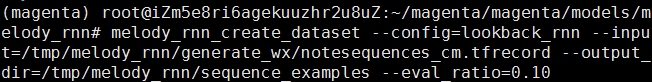 (magenta) root@iZm5e8ri6agekuuzhr2u8uZ:~/magenta/magenta/models/m
elody_rnn# melody_rnn_create_dataset --config=lookback_rnn --inpu
t=/tmp/melody_rnn/generate_wx/notesequences_cm.tfrecord --output_
dir=/tmp/melody_rnn/sequence_examples --eval_ratio=0.10